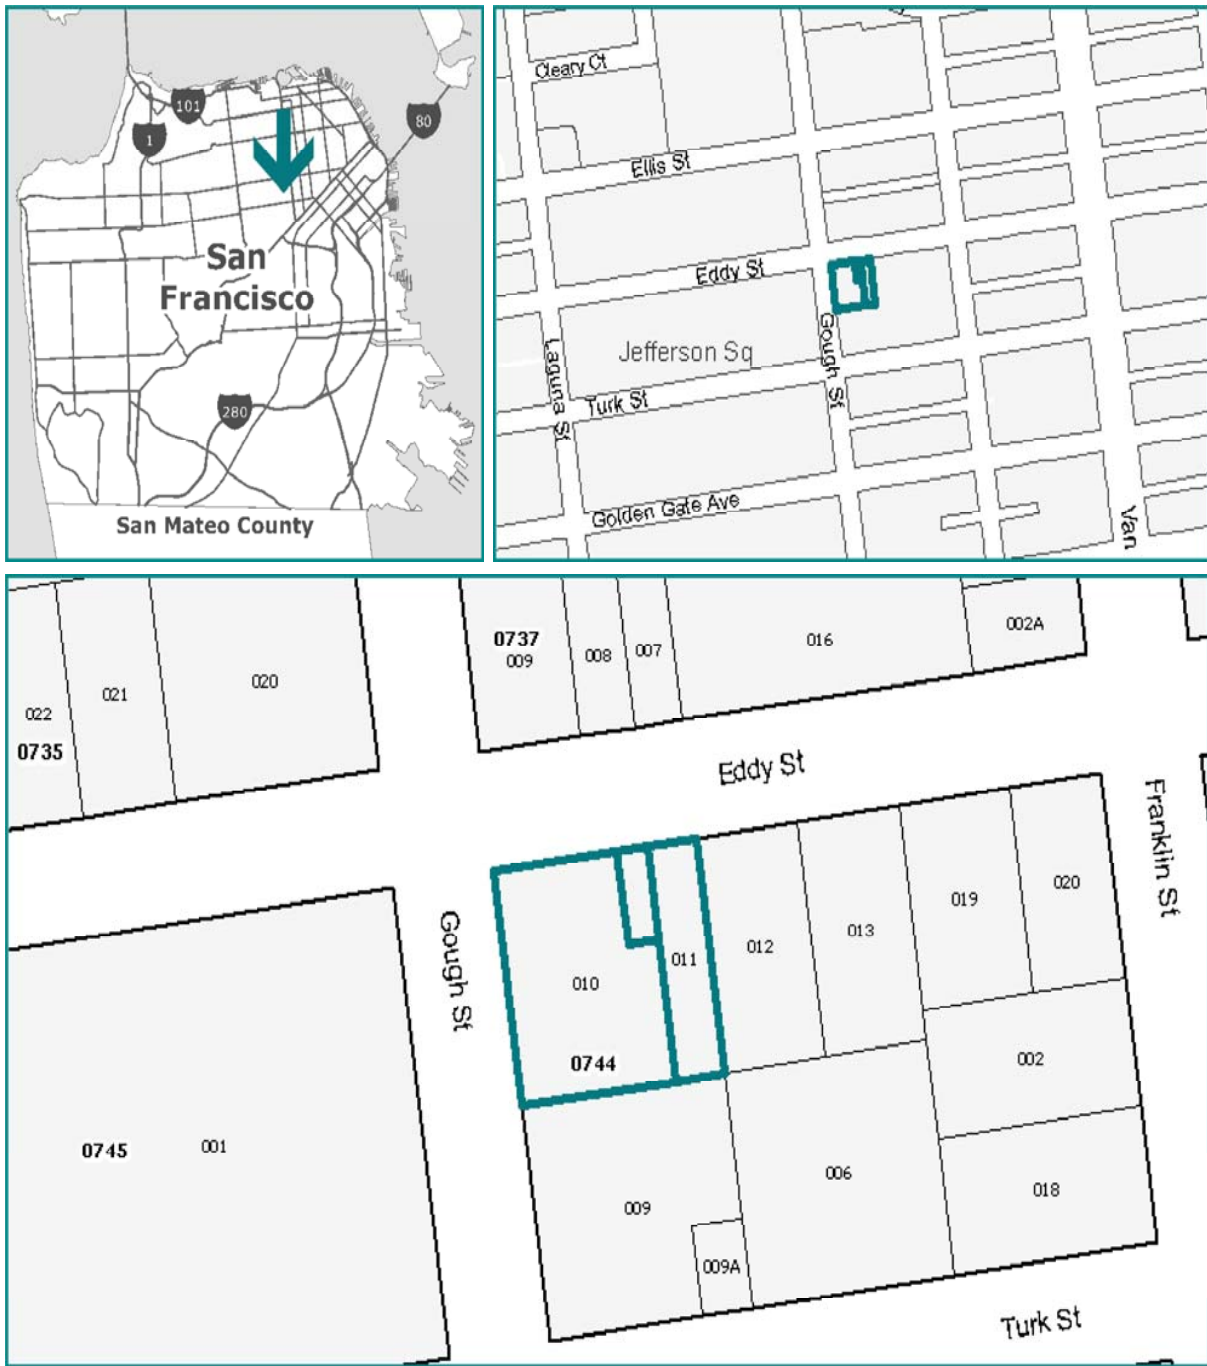 101
1
80
San
Francisco
280
San Mateo County
Cleary Ct
Ellis St
Eddy St
Gough St
Jefferson Sq
Laguna St
Turk St
Golden Gate Ave
Van
0737
009
008
007
016
002A
022
021
020
0735
Eddy St
Franklin St
Gough St
010
011
012
013
019
020
0744
002
0745
001
009
006
018
009A
Turk St